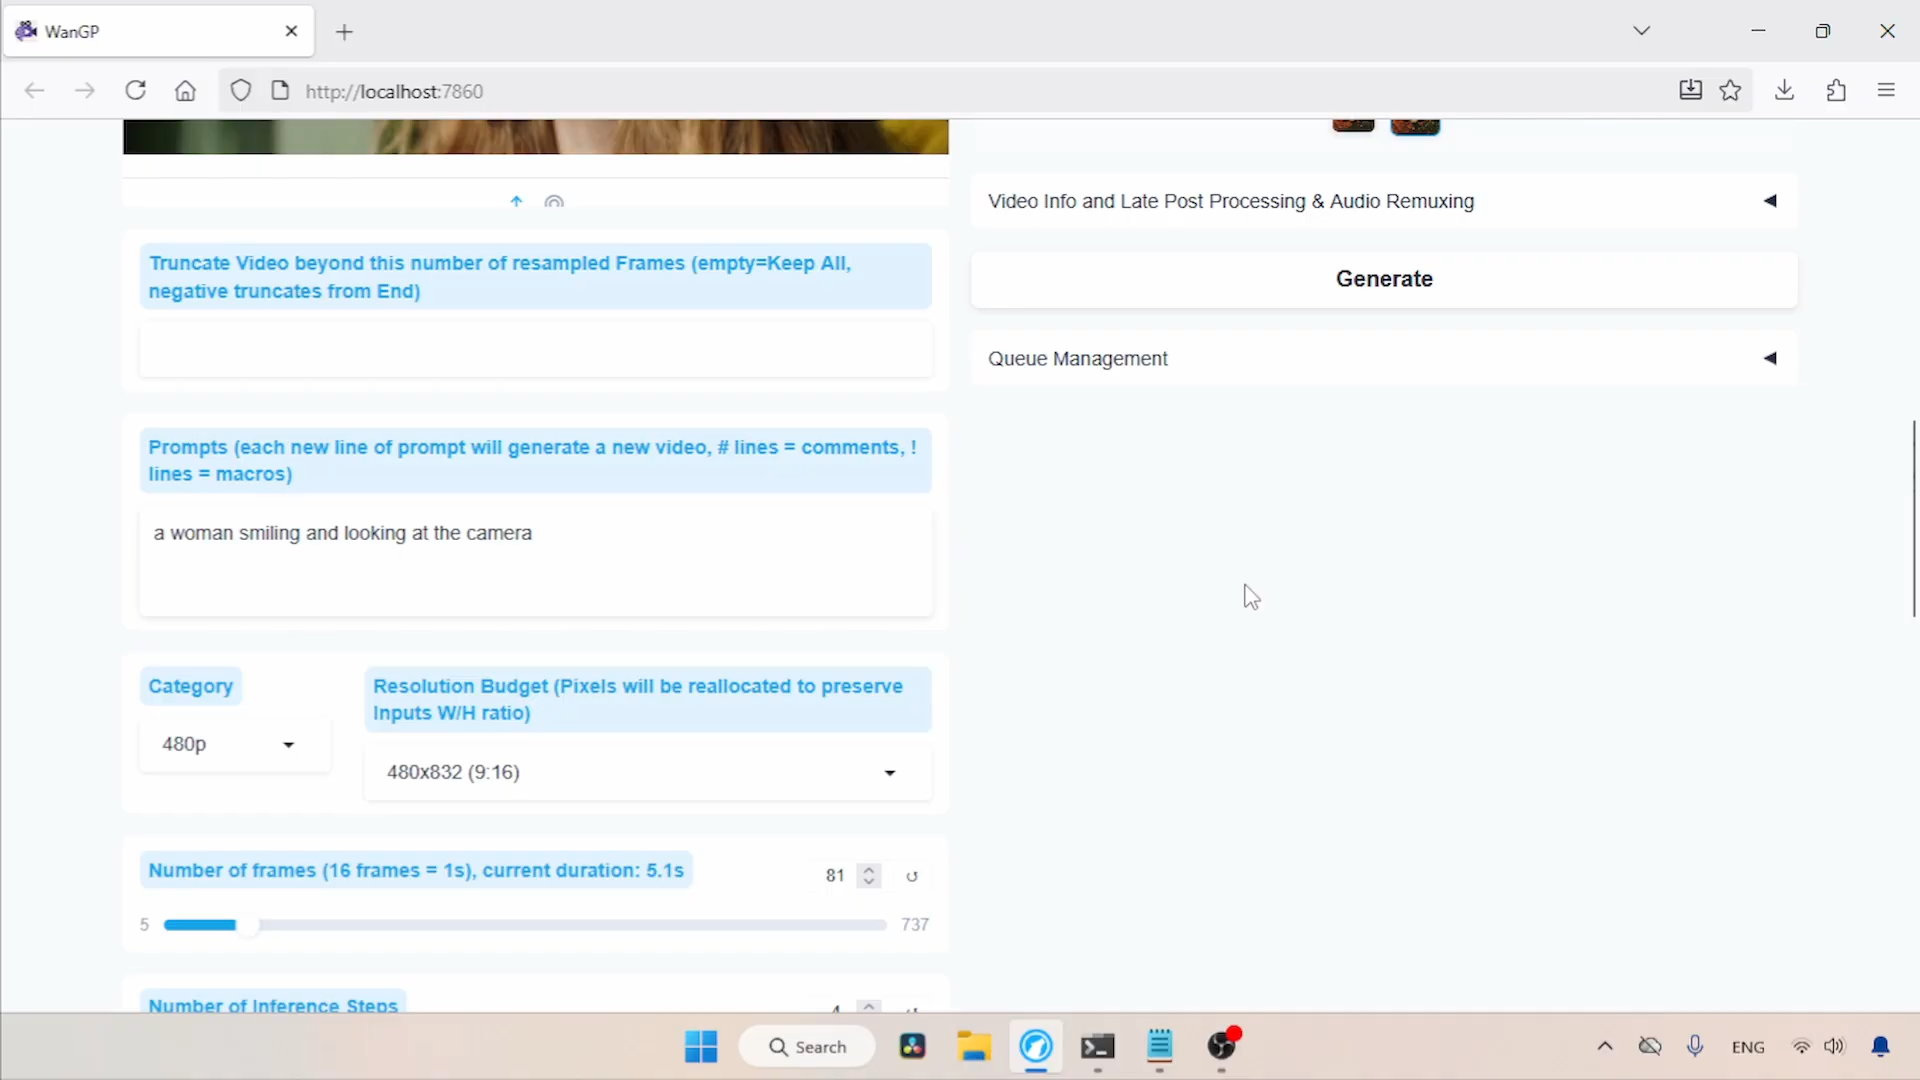 WanGP
http://localhost:7860
Truncate Video beyond this number of resampled Frames (empty=Keep All,
negative truncates from End)
Prompts (each new line of prompt will generate a new video, # lines = comments, !
lines = macros)
a woman smiling and looking at the camera
Category
480p
Resolution Budget (Pixels will be reallocated to preserve
Inputs W/H ratio)
480x832 (9:16)
Number of frames (16 frames = 1s), current duration: 5.1s
81
5
737
Number of Inference Steps
4
Video Info and Late Post Processing & Audio Remuxing
Generate
Queue Management
Search
ENG